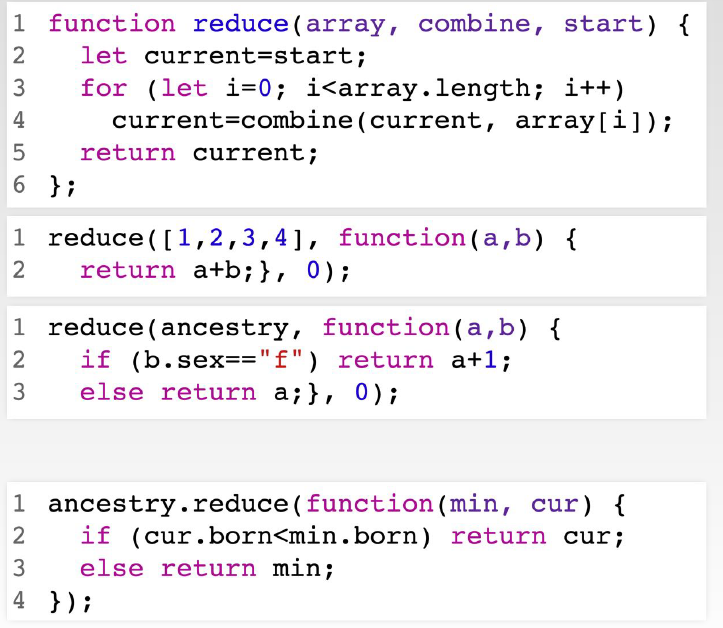 1 function reduce(array, combine, start) {
2   let current=start;
3   for (let i=0; i<array.length; i++)
4     current=combine(current, array[i]);
5   return current;
6 };
1 reduce([1,2,3,4], function(a,b) {
2   return a+b;}, 0);
1 reduce(ancestry, function(a,b) {
2   if (b.sex=="f") return a+1;
3   else return a;}, 0);
1 ancestry.reduce(function(min, cur) {
2   if (cur.born<min.born) return cur;
3   else return min;
4 });